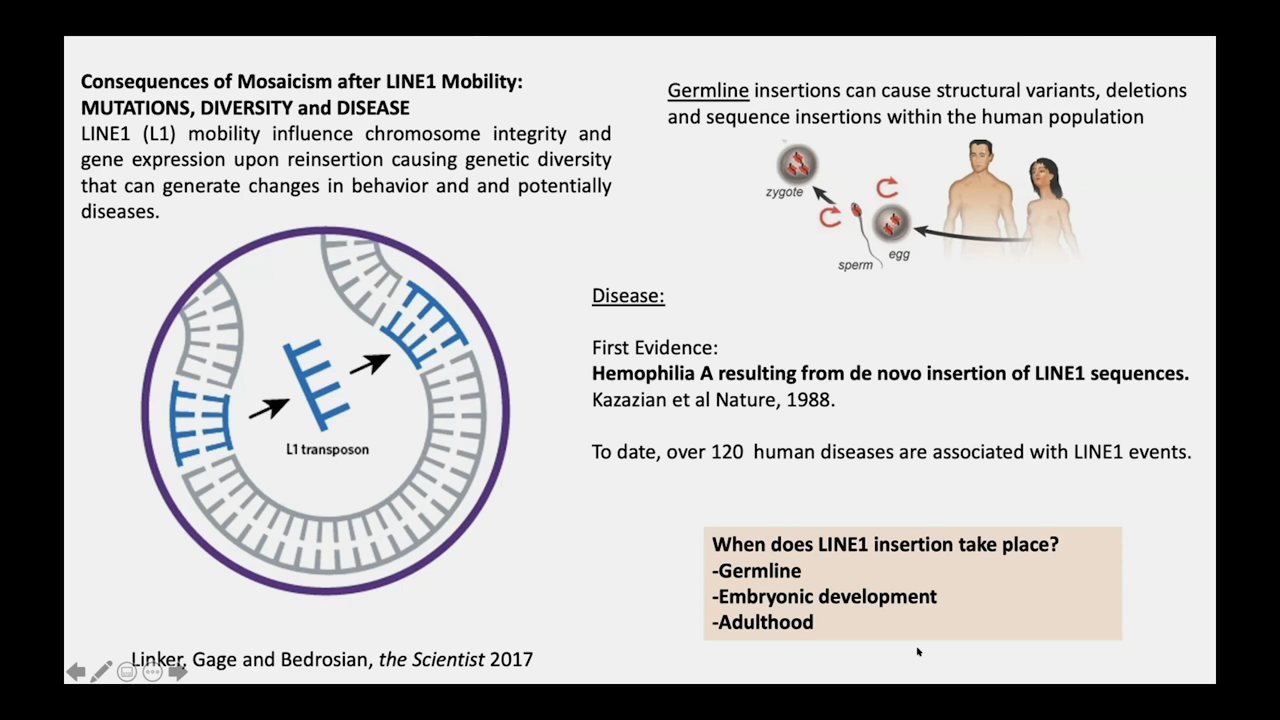 Consequences of Mosaicism after LINE1 Mobility:
MUTATIONS, DIVERSITY and DISEASE
LINE1 (L1) mobility influence chromosome integrity and
gene expression upon reinsertion causing genetic diversity
that can generate changes in behavior and and potentially
diseases.
L1 transposon
Linker, Gage and Bedrosian, the Scientist 2017
Germline insertions can cause structural variants, deletions
and sequence insertions within the human population
zygote
sperm
egg
Disease:
First Evidence:
Hemophilia A resulting from de novo insertion of LINE1 sequences.
Kazazian et al Nature, 1988.
To date, over 120 human diseases are associated with LINE1 events.
When does LINE1 insertion take place?
-Germline
-Embryonic development
-Adulthood